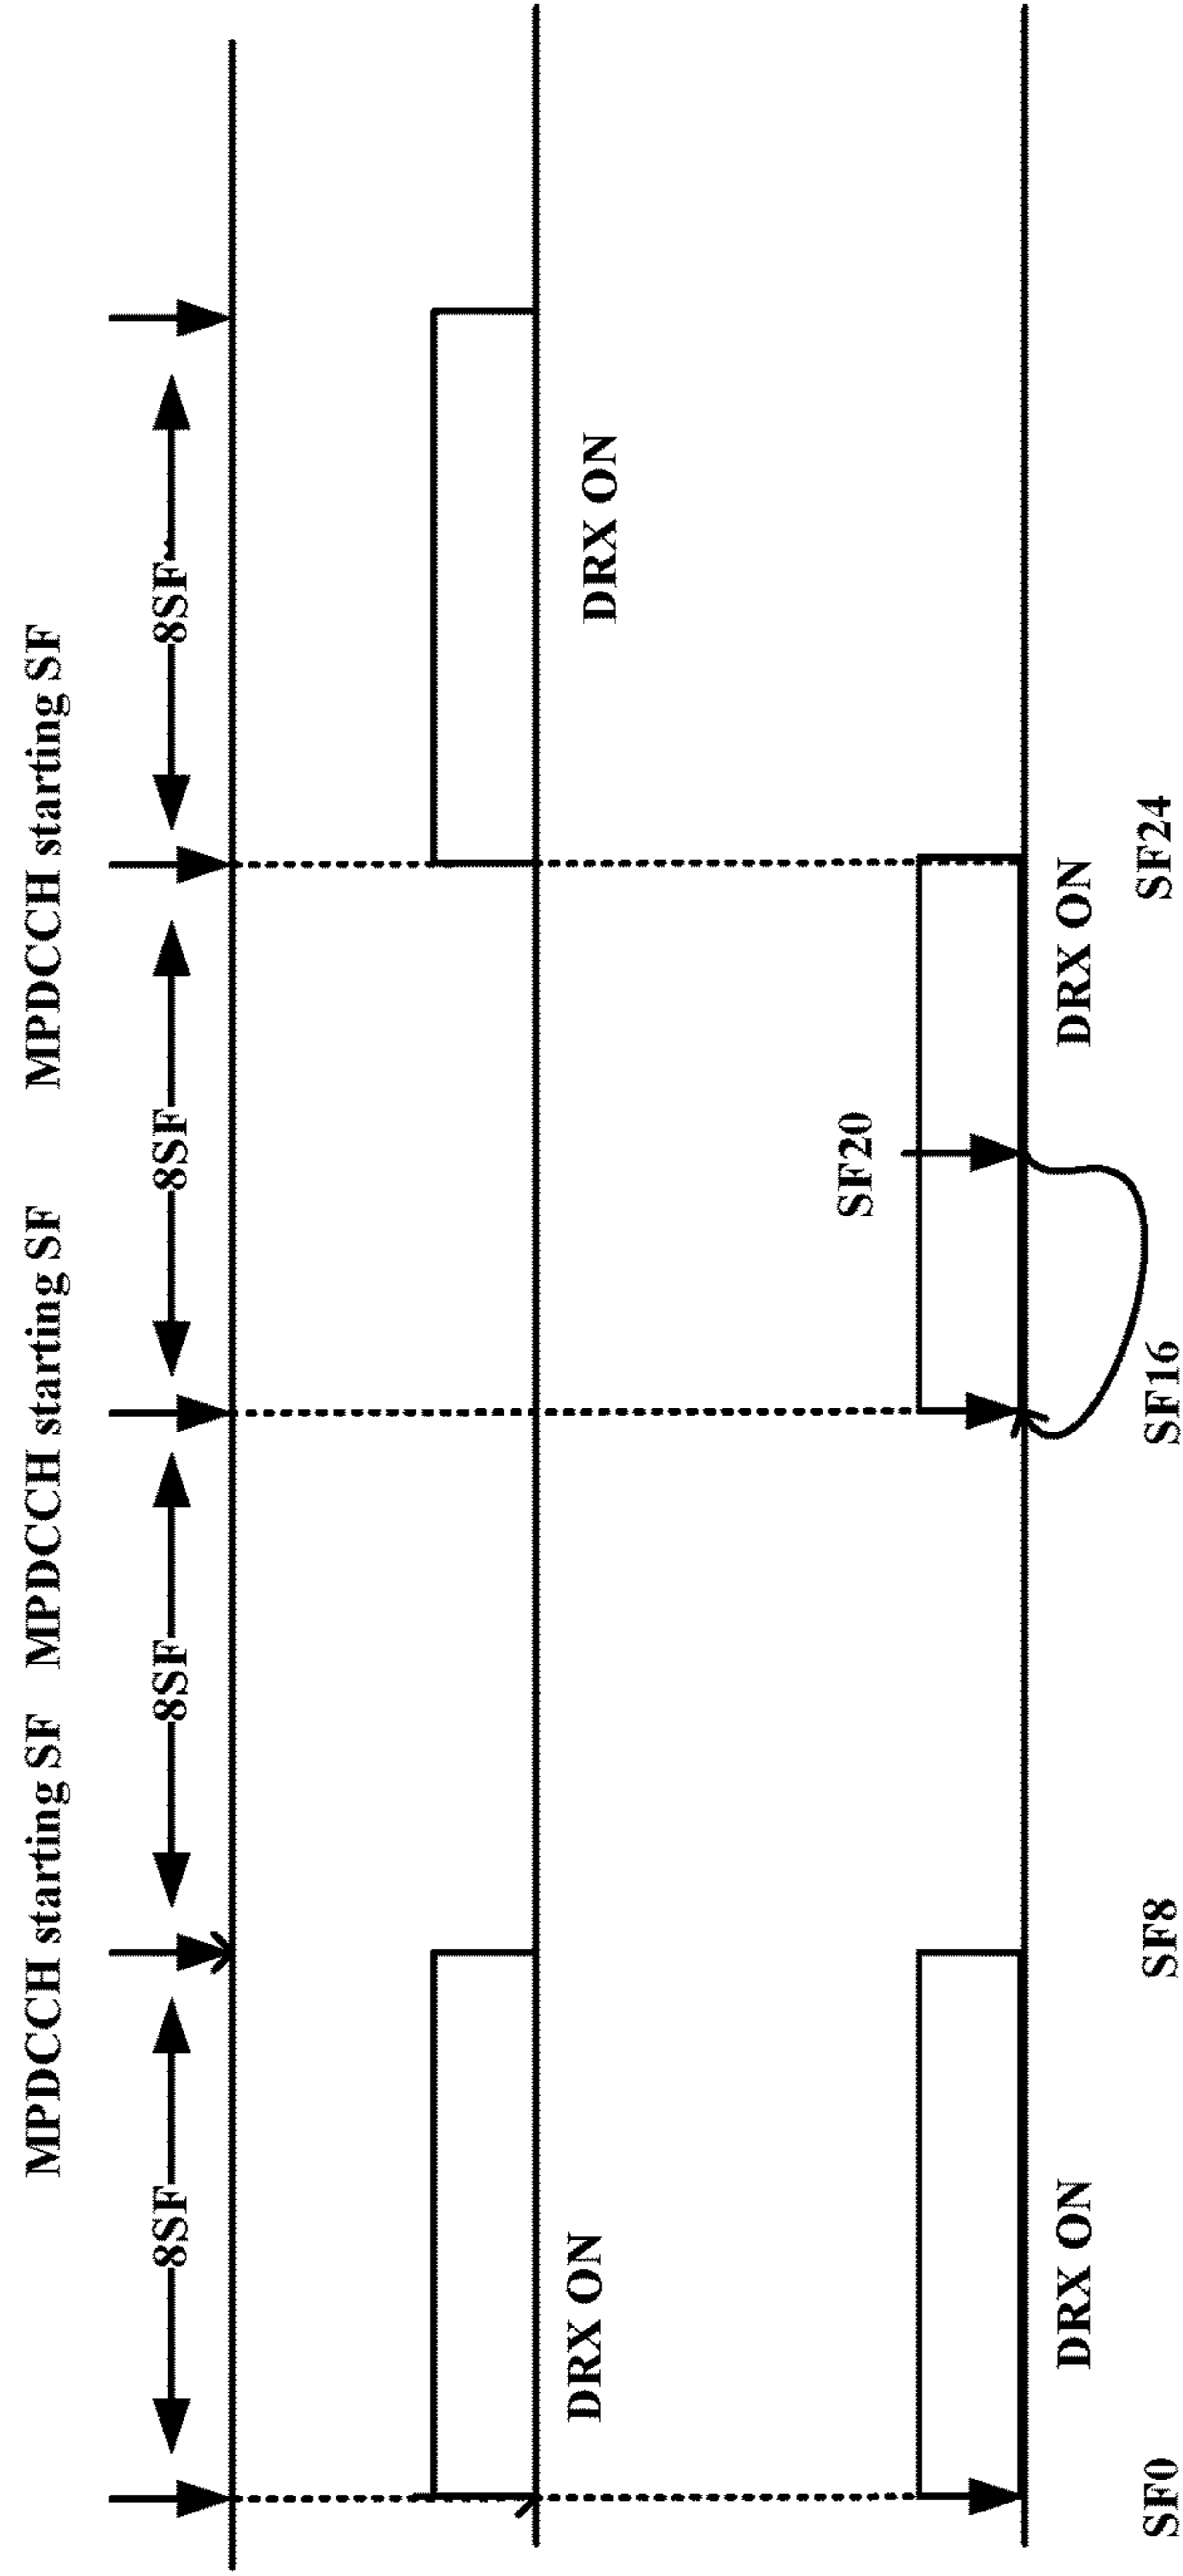 MPDCCH starting SF
MPDCCH starting SF
MPDCCH starting SF
8SF
8SF
8SF
8SF
DRX ON
DRX ON
SF20
DRX ON
DRX ON
SF0
SF8
SF16
SF24